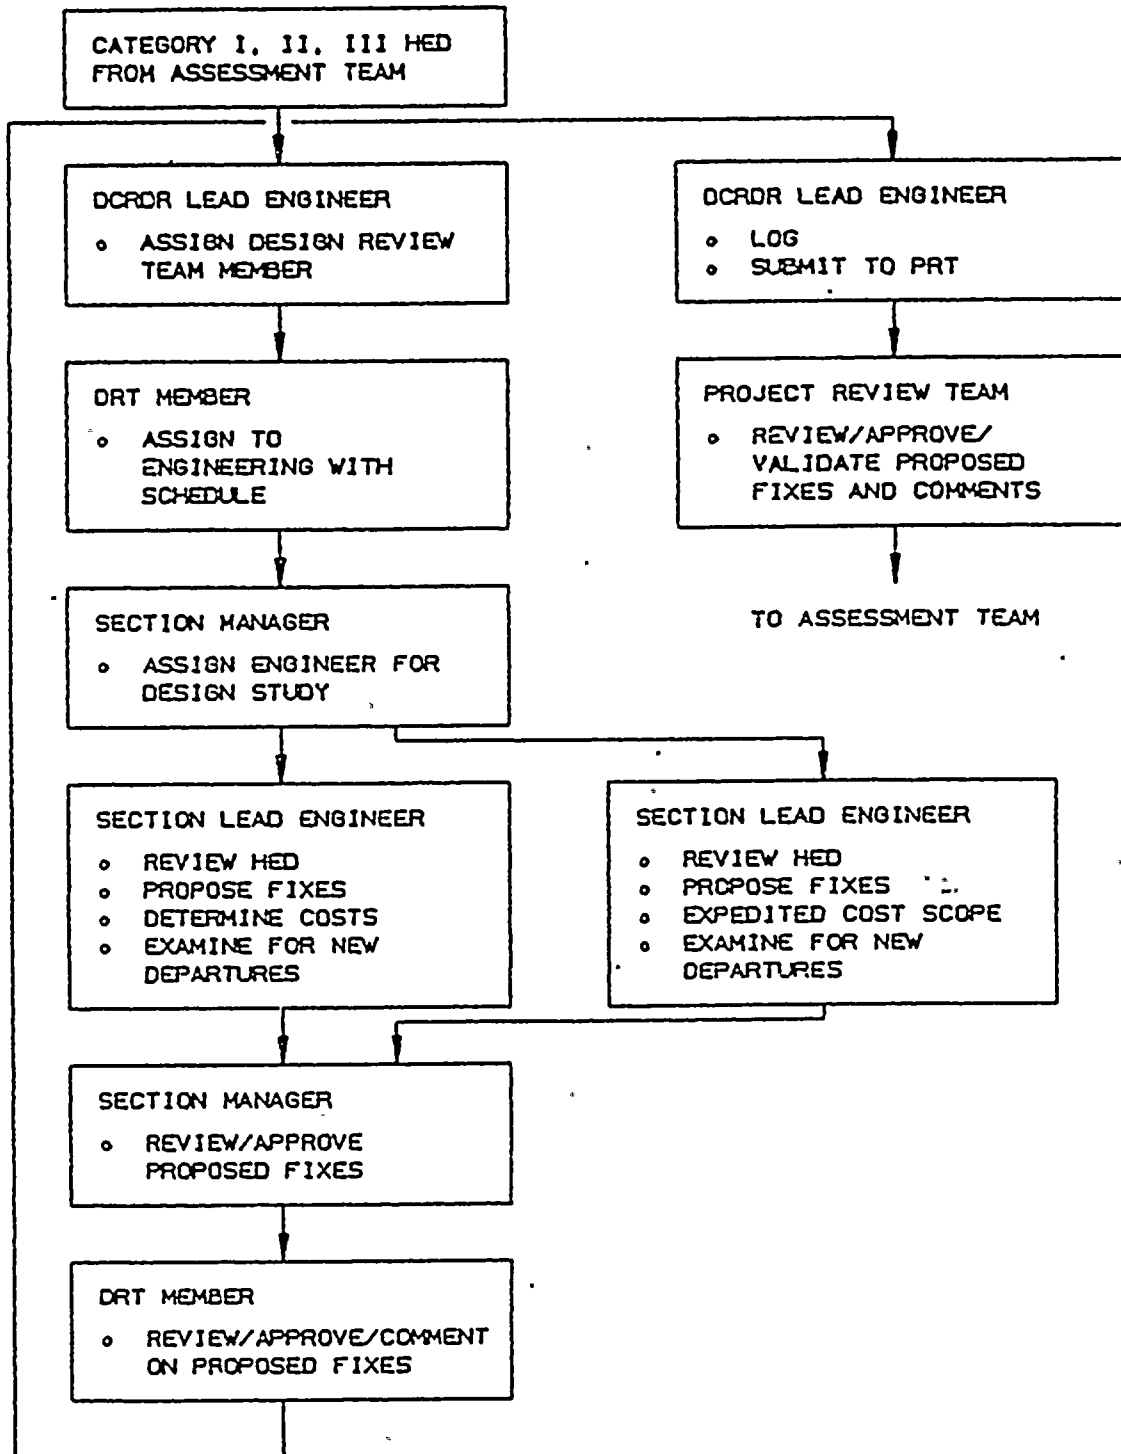 CATEGORY I, II, III HED
FROM ASSESSMENT TEAM
DCRDR LEAD ENGINEER
o ASSIGN DESIGN REVIEW
TEAM MEMBER
DRT MEMBER
o ASSIGN TO
ENGINEERING WITH
SCHEDULE
SECTION MANAGER
o ASSIGN ENGINEER FOR
DESIGN STUDY
SECTION LEAD ENGINEER
o REVIEW HED
o PROPOSE FIXES
o DETERMINE COSTS
o EXAMINE FOR NEW
DEPARTURES
SECTION LEAD ENGINEER
o REVIEW HED
o PROPOSE FIXES
o EXPEDITED COST SCOPE
o EXAMINE FOR NEW
DEPARTURES
SECTION MANAGER
o REVIEW/APPROVE
PROPOSED FIXES
DRT MEMBER
o REVIEW/APPROVE/COMMENT
ON PROPOSED FIXES
DCRDR LEAD ENGINEER
o LOG
o SUBMIT TO PRT
PROJECT REVIEW TEAM
o REVIEW/APPROVE/
VALIDATE PROPOSED
FIXES AND COMMENTS
TO ASSESSMENT TEAM